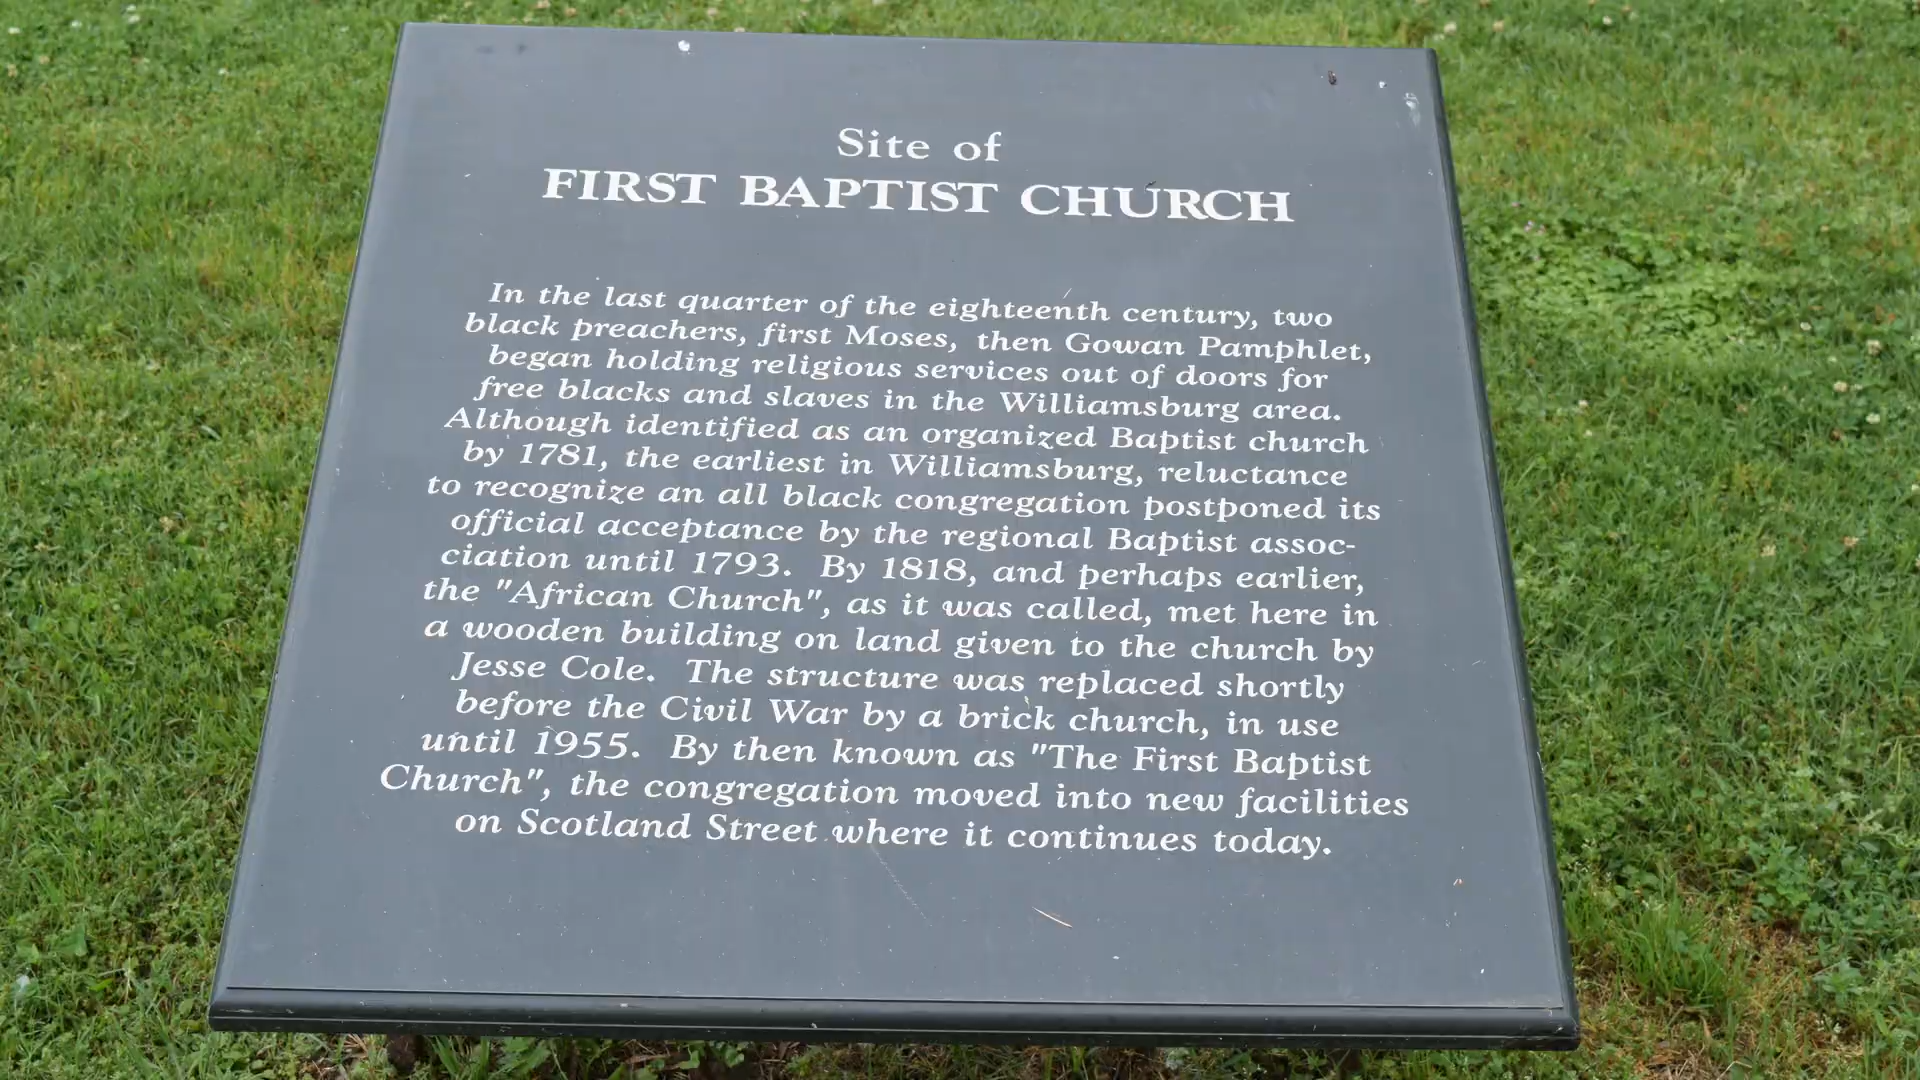 Site of
FIRST BAPTIST CHURCH
In the last quarter of the eighteenth century, two
black preachers, first Moses, then Gowan Pamphlet,
began holding religious services out of doors for
free blacks and slaves in the Williamsburg area.
Although identified as an organized Baptist church
by 1781, the earliest in Williamsburg, reluctance
to recognize an all black congregation postponed its
official acceptance by the regional Baptist assoc-
ciation until 1793. By 1818, and perhaps earlier,
the "African Church", as it was called, met here in
a wooden building on land given to the church by
Jesse Cole. The structure was replaced shortly
before the Civil War by a brick church, in use
until 1955. By then known as "The First Baptist
Church", the congregation moved into new facilities
on Scotland Street where it continues today.